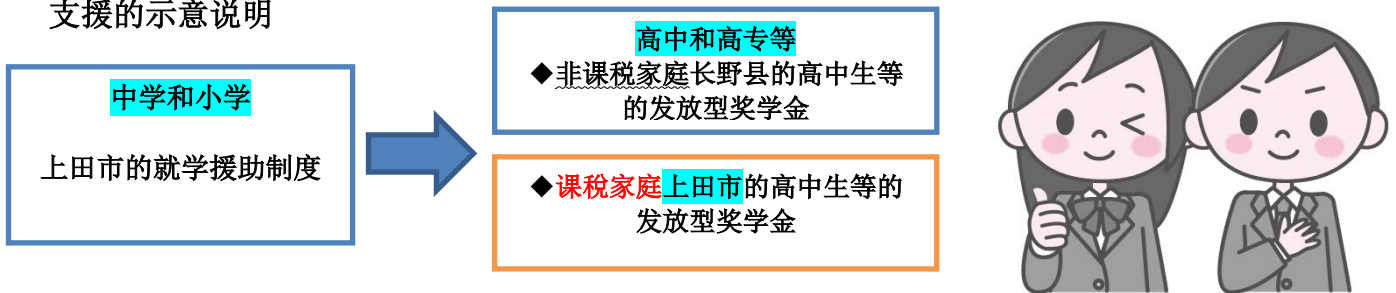 支援的示意说明
中学和小学
上田市的就学援助制度
高中和高专等
◆非课税家庭长野县的高中生等
的发放型奖学金
◆课税家庭上田市的高中生等的
发放型奖学金